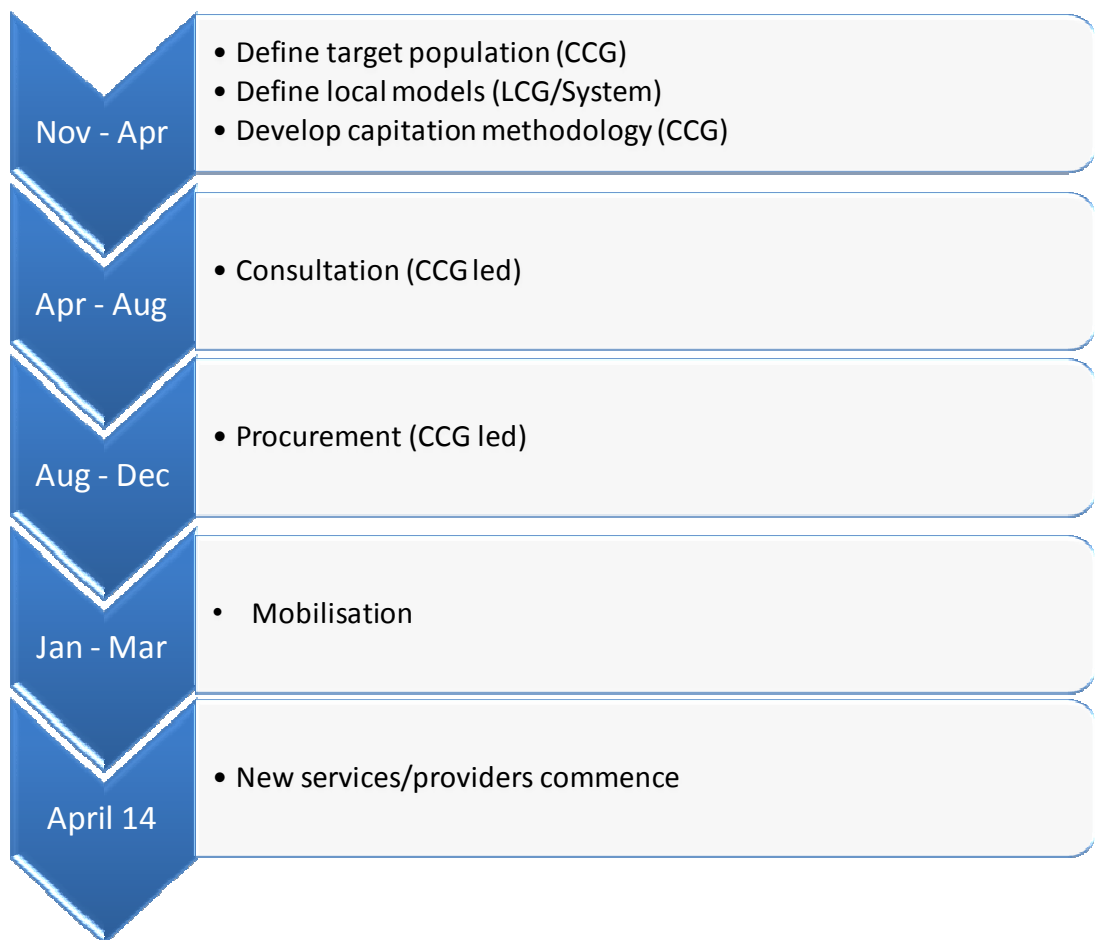 Nov - Apr
• Define target population (CCG)
• Define local models (LCG/System)
• Develop capitation methodology (CCG)
Apr - Aug
• Consultation (CCG led)
Aug - Dec
• Procurement (CCG led)
Jan - Mar
• Mobilisation
April 14
• New services/providers commence